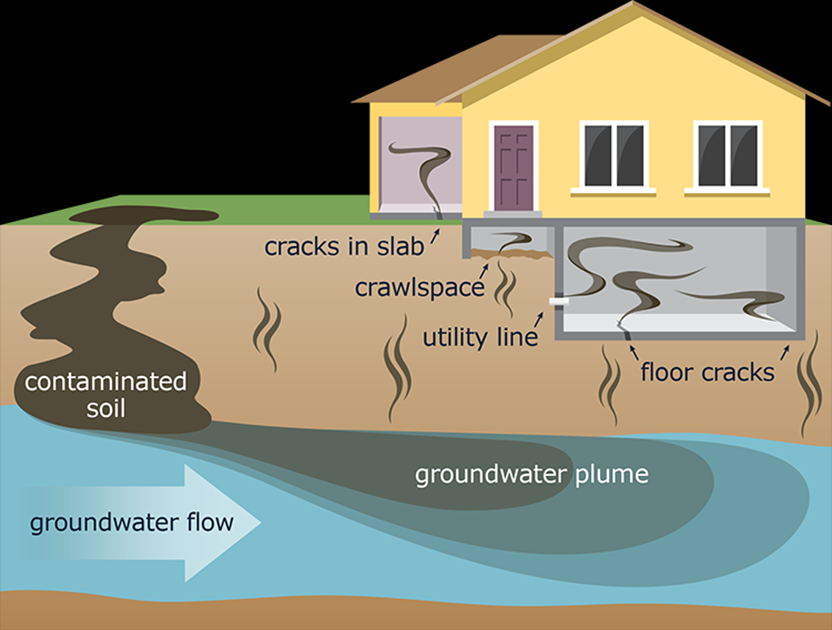 cracks in slab
crawlspace
utility line
floor cracks
contaminated
soil
groundwater plume
groundwater flow